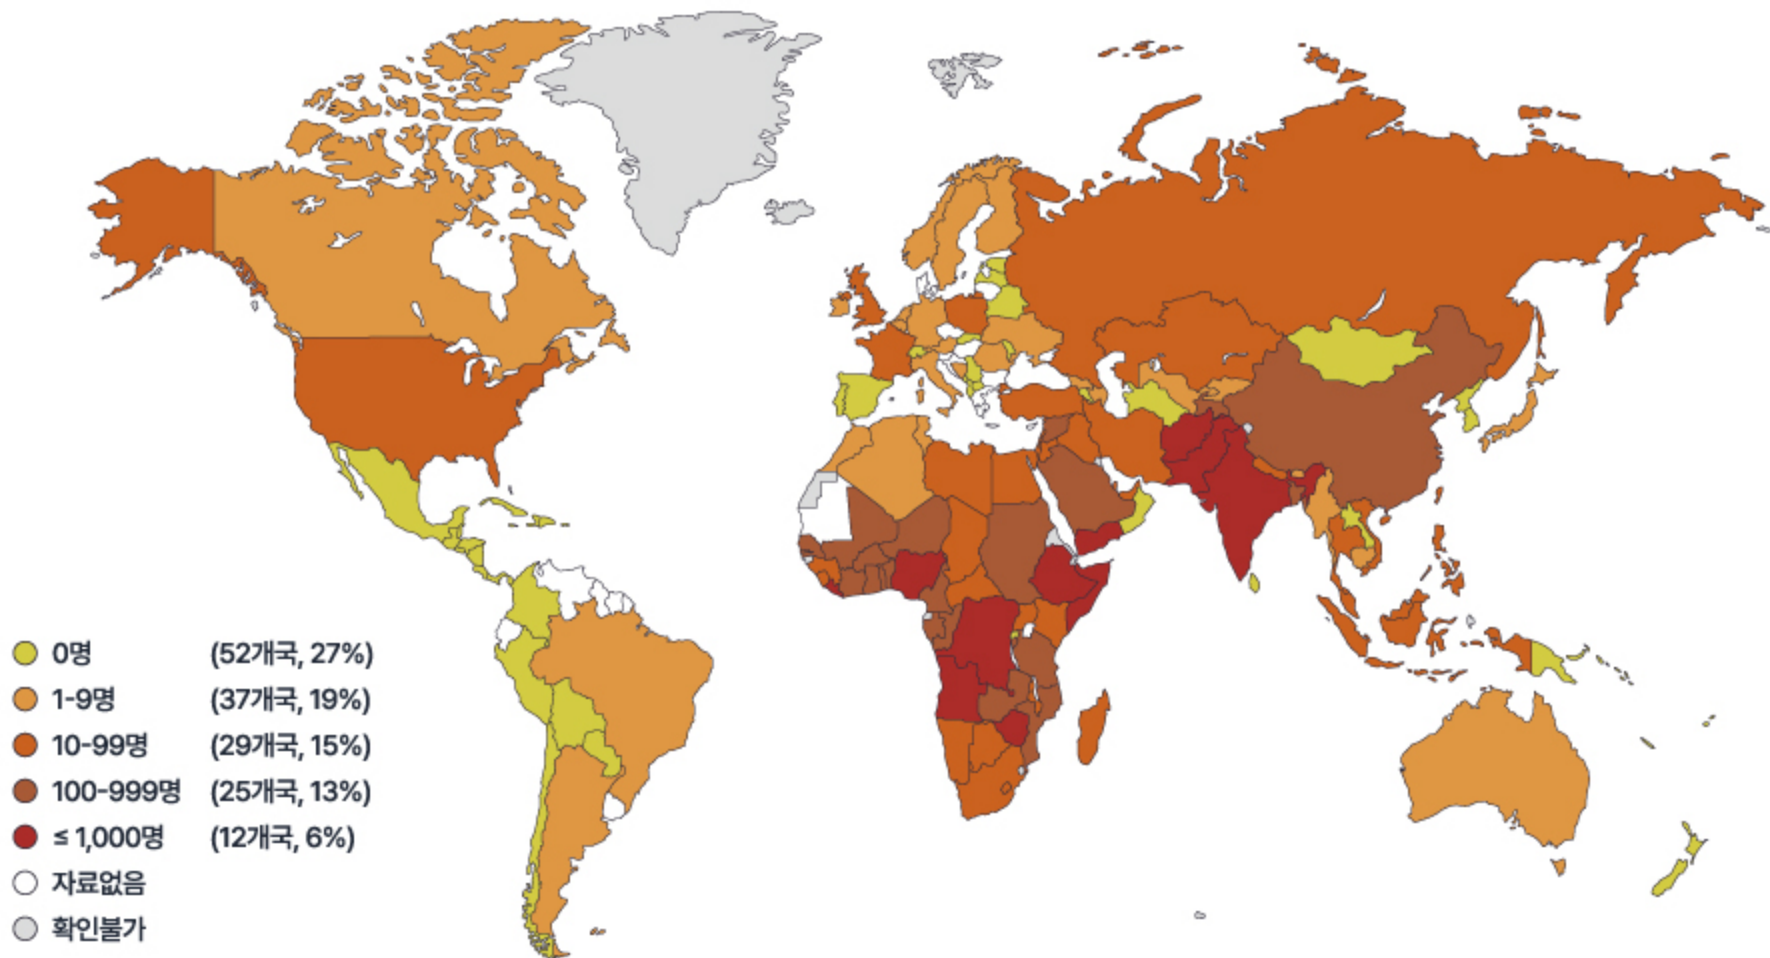 0명 (52개국, 27%)
1-9명 (37개국, 19%)
10-99명 (29개국, 15%)
100-999명 (25개국, 13%)
≤ 1,000명 (12개국, 6%)
자료없음
확인불가